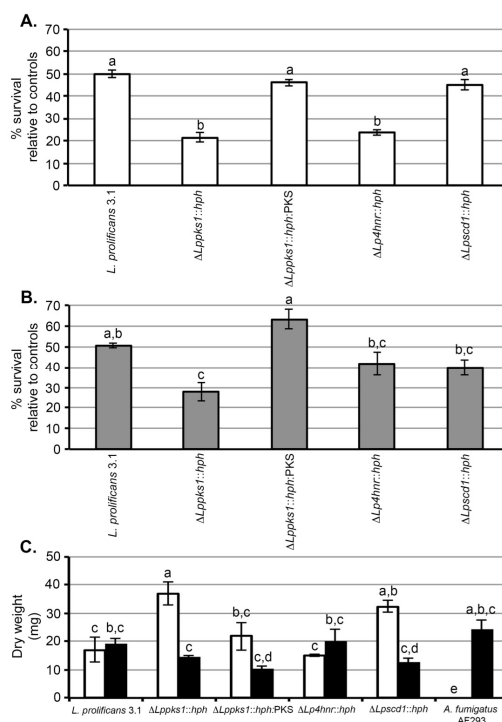 A.
% survival
relative to controls
70
60
50
40
30
20
10
0
a
b
a
b
a
L. prolificans 3.1
ΔLppks1::hph
ΔLppks1::hph:PKS
ΔLp4hnr::hph
ΔLpscd1::hph
B.
% survival
relative to controls
70
60
50
40
30
20
10
0
a,b
c
a
b,c
b,c
L. prolificans 3.1
ΔLppks1::hph
ΔLppks1::hph:PKS
ΔLp4hnr::hph
ΔLpscd1::hph
C.
Dry weight
(mg)
50
40
30
20
10
0
c b,c
a c
b,c c,d
c b,c
a,b c,d
e a,b,c
L. prolificans 3.1 ΔLppks1::hph ΔLppks1::hph:PKS ΔLp4hnr::hph ΔLpscd1::hph A. fumigatus
AF293